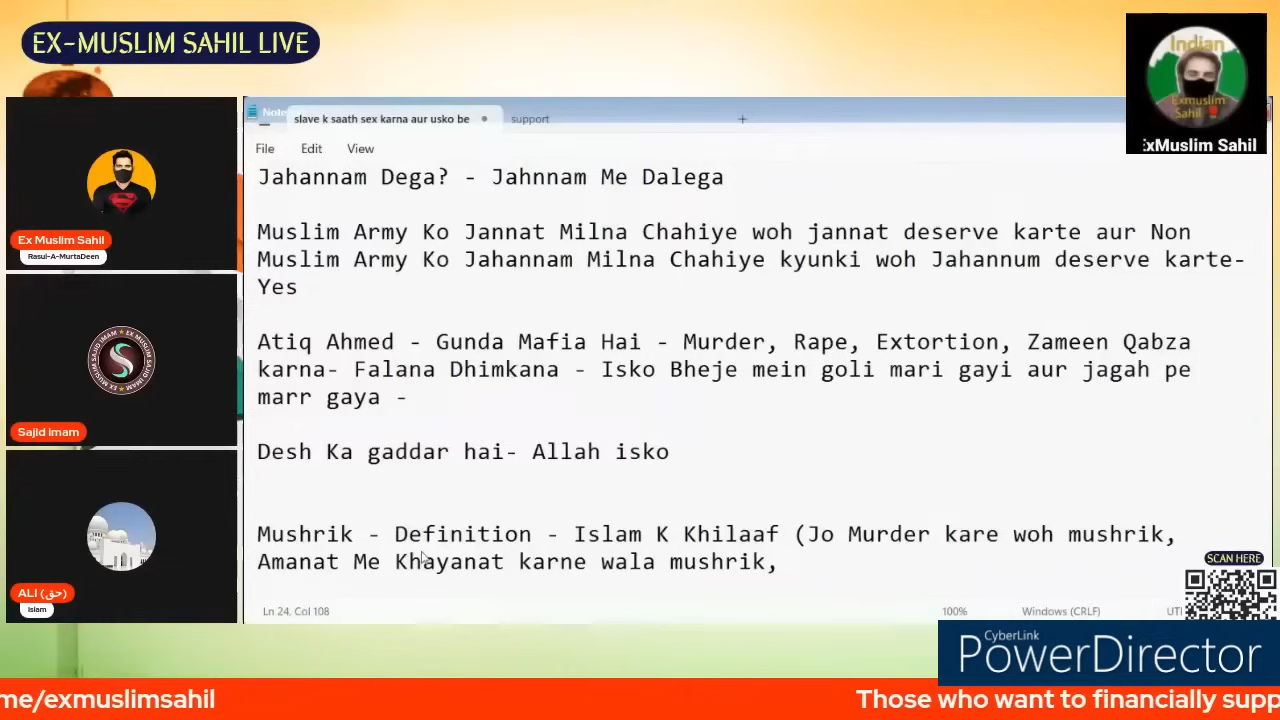 EX-MUSLIM SAHIL LIVE
Indian
Exmuslim
Sahil
ExMuslim Sahil
slave k saath sex karna aur usko be
support
File Edit View
Jahannam Dega? - Jahnnam Me Dalega
Muslim Army Ko Jannat Milna Chahiye woh jannat deserve karte aur Non
Muslim Army Ko Jahannam Milna Chahiye kyunki woh Jahannum deserve karte-
Yes
Atiq Ahmed - Gunda Mafia Hai - Murder, Rape, Extortion, Zameen Qabza
karna- Falana Dhimkana - Isko Bheje mein goli mari gayi aur jagah pe
marr gaya -
Desh Ka gaddar hai- Allah isko
Mushrik - Definition - Islam K Khilaaf (Jo Murder kare woh mushrik,
Amanat Me Khayanat karne wala mushrik,
Ln 24, Col 108
100%
Windows (CRLF)
Ex Muslim Sahil
Rasul-A-MurtaDeen
EX MUSLIM SAJID IMAM
Sajid Imam
ALI (حق)
Islam
SCAN HERE
CyberLink
PowerDirector
me/exmuslimsahil
Those who want to financially supp